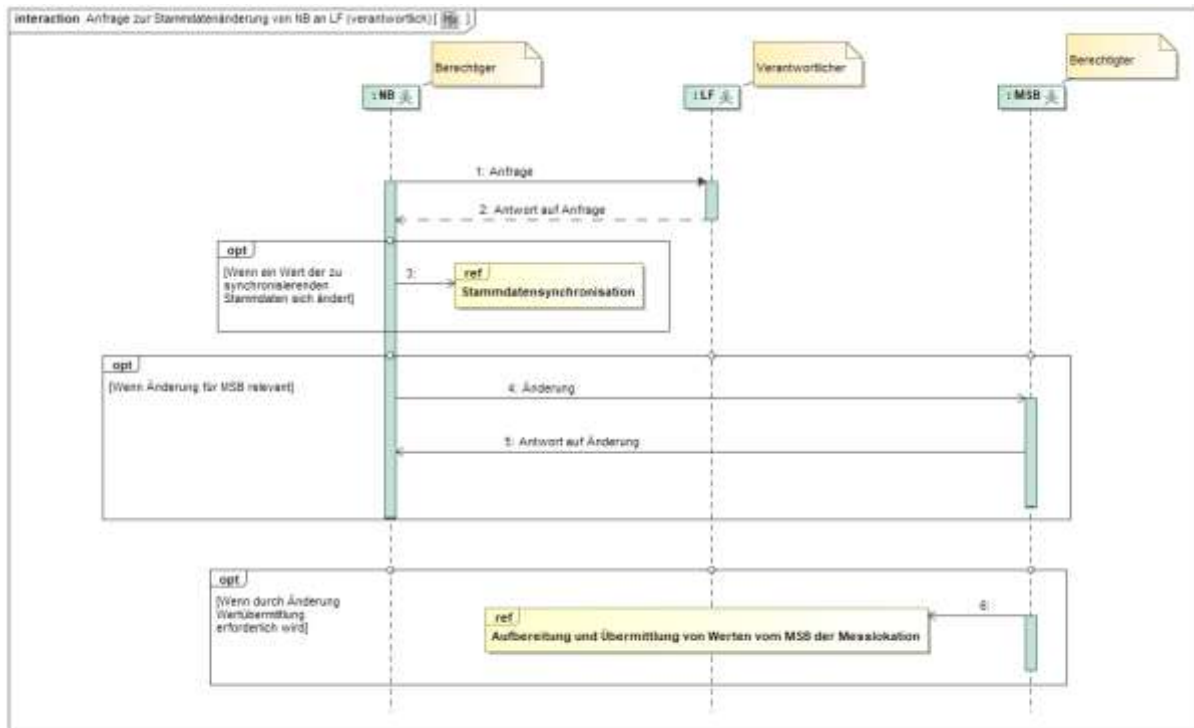 interaction Anfrage zur Stammdatenänderung von NB an LF (verantwortlich)[ ]
Berechtiger
Verantwortlicher
Berechtigter
: NB
: LF
: MSB
1: Anfrage
2: Antwort auf Anfrage
opt
[Wenn ein Wert der zu
synchronisierenden
Stammdaten sich ändert]
3:
ref
Stammdatensynchronisation
opt
[Wenn Änderung für MSB relevant]
4: Änderung
5: Antwort auf Änderung
opt
[Wenn durch Änderung
Wertübermittlung
erforderlich wird]
6:
ref
Aufbereitung und Übermittlung von Werten vom MSB der Messlokation